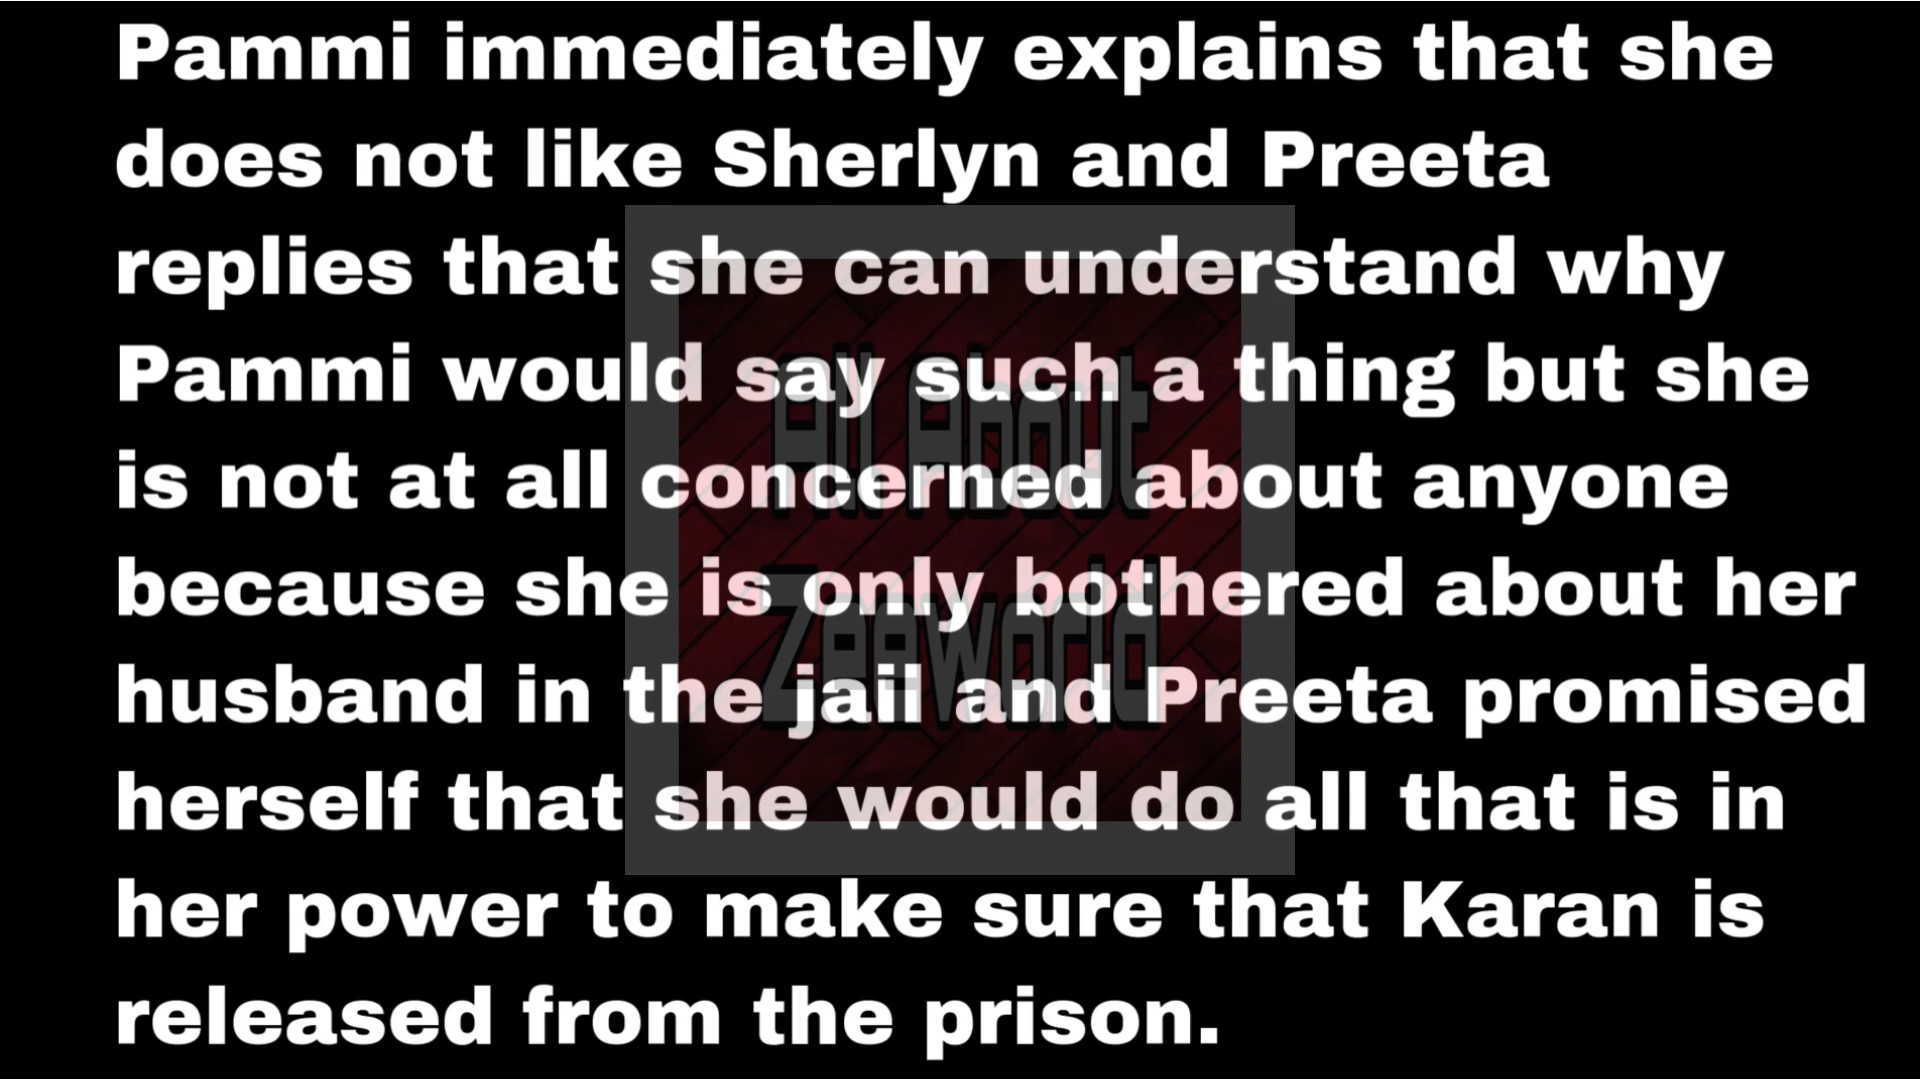 Pammi immediately explains that she
does not like Sherlyn and Preeta
replies that she can understand why
Pammi would say such a thing but she
is not at all concerned about anyone
because she is only bothered about her
husband in the jail and Preeta promised
herself that she would do all that is in
her power to make sure that Karan is
released from the prison.
All About
Zeeworld